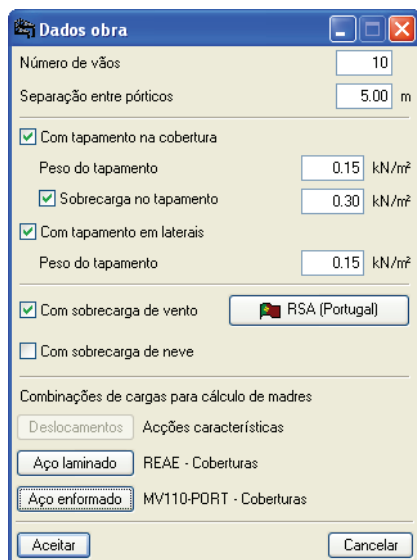 Dados obra
Número de vãos 10
Separação entre pórticos 5.00 m
Com tapamento na cobertura
Peso do tapamento 0.15 kN/m²
Sobrecarga no tapamento 0.30 kN/m²
Com tapamento em laterais
Peso do tapamento 0.15 kN/m²
Com sobrecarga de vento RSA (Portugal)
Com sobrecarga de neve
Combinações de cargas para cálculo de madres
Deslocamentos Acções características
Aço laminado REAE - Coberturas
Aço enformado MV110-PORT - Coberturas
Aceitar Cancelar